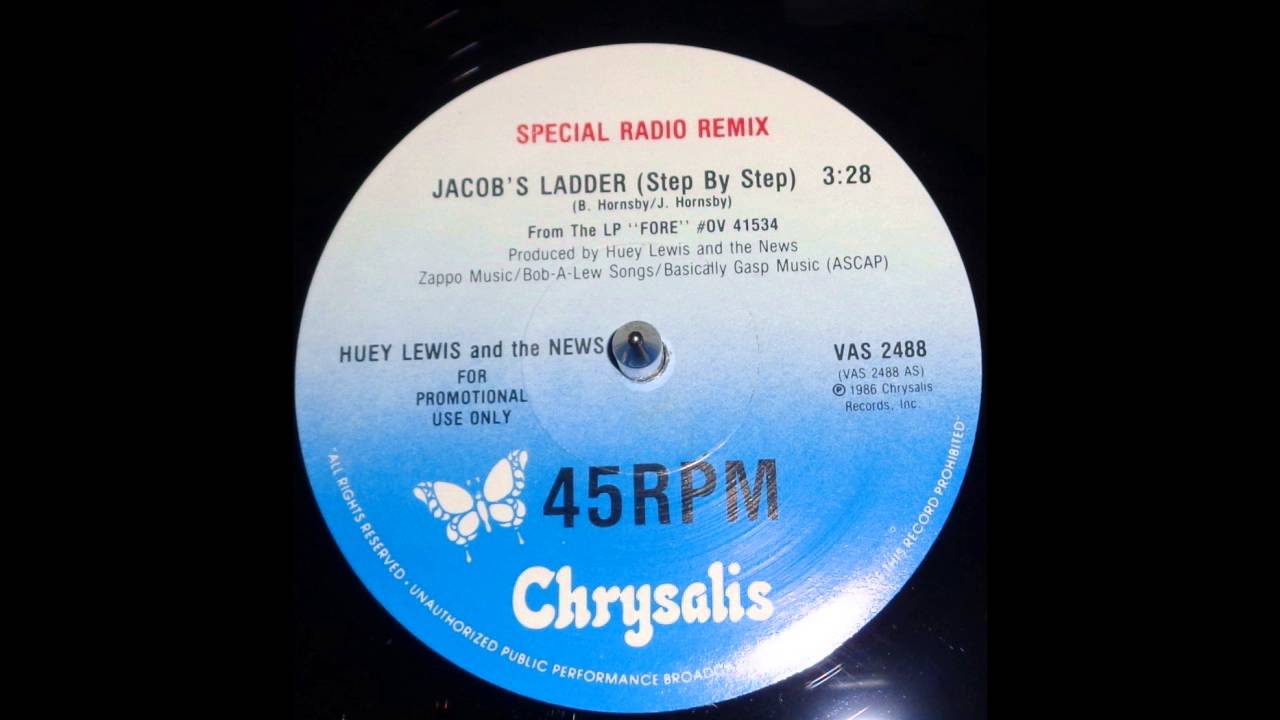 SPECIAL RADIO REMIX
JACOB'S LADDER (Step By Step) 3:28
(B. Hornsby/J. Hornsby)
From The LP "FORE" #OV 41534
Produced by Huey Lewis and the News
Zappo Music/Bob-A-Lew Songs/Basically Gasp Music (ASCAP)
HUEY LEWIS and the NEWS
FOR
PROMOTIONAL
USE ONLY
VAS 2488
(VAS 2488 AS)
℗ 1986 Chrysalis
Records, Inc.
45RPM
Chrysalis
"ALL RIGHTS RESERVED · UNAUTHORIZED PUBLIC PERFORMANCE THIS RECORD PROHIBITED"